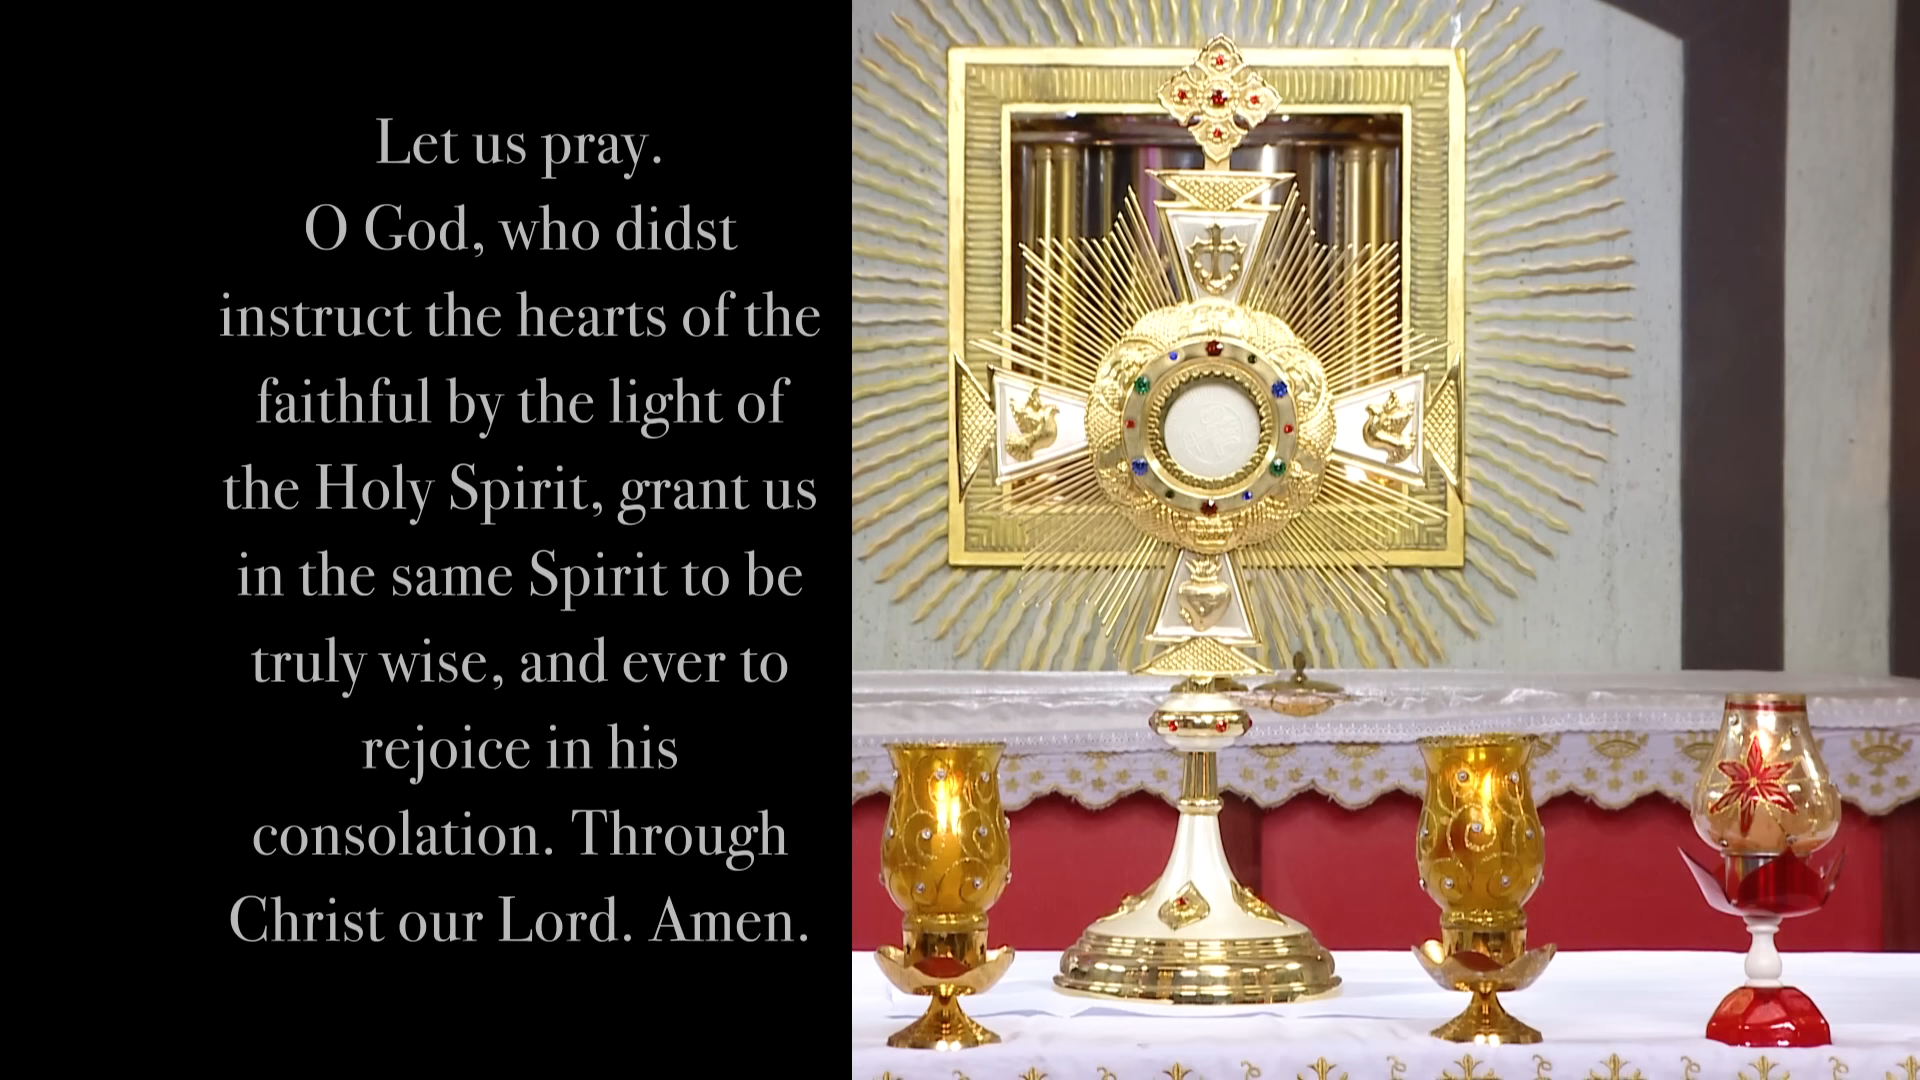 Let us pray.
O God, who didst
instruct the hearts of the
faithful by the light of
the Holy Spirit, grant us
in the same Spirit to be
truly wise, and ever to
rejoice in his
consolation. Through
Christ our Lord. Amen.